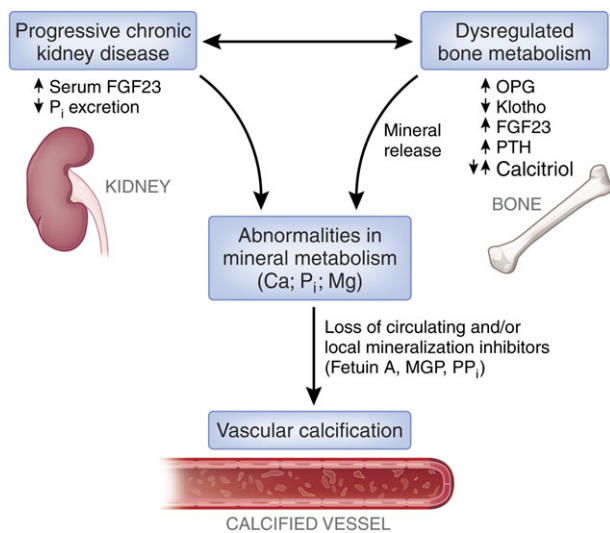 Progressive chronic
kidney disease
↑ Serum FGF23
↓ Pi excretion
KIDNEY
Dysregulated
bone metabolism
↑ OPG
↓ Klotho
↑ FGF23
↑ PTH
↓↑ Calcitriol
BONE
Mineral
release
Abnormalities in
mineral metabolism
(Ca; Pi; Mg)
Loss of circulating and/or
local mineralization inhibitors
(Fetuin A, MGP, PPi)
Vascular calcification
CALCIFIED VESSEL